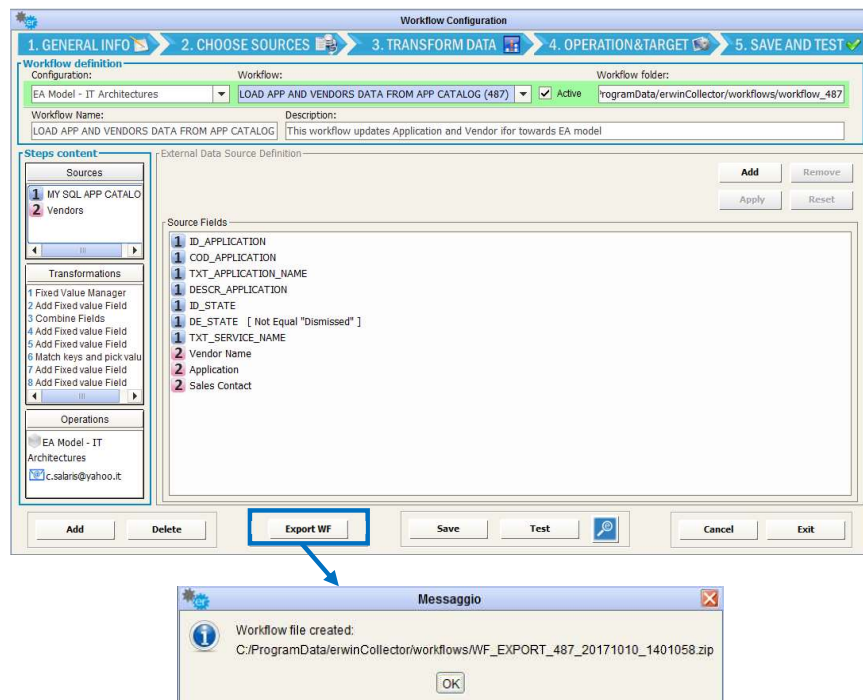 Workflow Configuration
1. GENERAL INFO 2. CHOOSE SOURCES 3. TRANSFORM DATA 4. OPERATION&TARGET 5. SAVE AND TEST
Workflow definition
Configuration: Workflow: Workflow folder:
EA Model - IT Architectures LOAD APP AND VENDORS DATA FROM APP CATALOG (487) Active rogramData/erwinCollector/workflows/workflow_487
Workflow Name: Description:
LOAD APP AND VENDORS DATA FROM APP CATALOG This workflow updates Application and Vendor ifor towards EA model
Steps content
Sources
1 MY SQL APP CATALO
2 Vendors
Transformations
1 Fixed Value Manager
2 Add Fixed value Field
3 Combine Fields
4 Add Fixed value Field
5 Add Fixed value Field
6 Match keys and pick valu
7 Add Fixed value Field
8 Add Fixed value Field
Operations
EA Model - IT
Architectures
c.salaris@yahoo.it
External Data Source Definition
Add Remove
Apply Reset
Source Fields
1 ID_APPLICATION
1 COD_APPLICATION
1 TXT_APPLICATION_NAME
1 DESCR_APPLICATION
1 ID_STATE
1 DE_STATE [ Not Equal "Dismissed" ]
1 TXT_SERVICE_NAME
2 Vendor Name
2 Application
2 Sales Contact
Add Delete Export WF Save Test Cancel Exit
Messaggio
Workflow file created:
C:/ProgramData/erwinCollector/workflows/WF_EXPORT_487_20171010_1401058.zip
OK